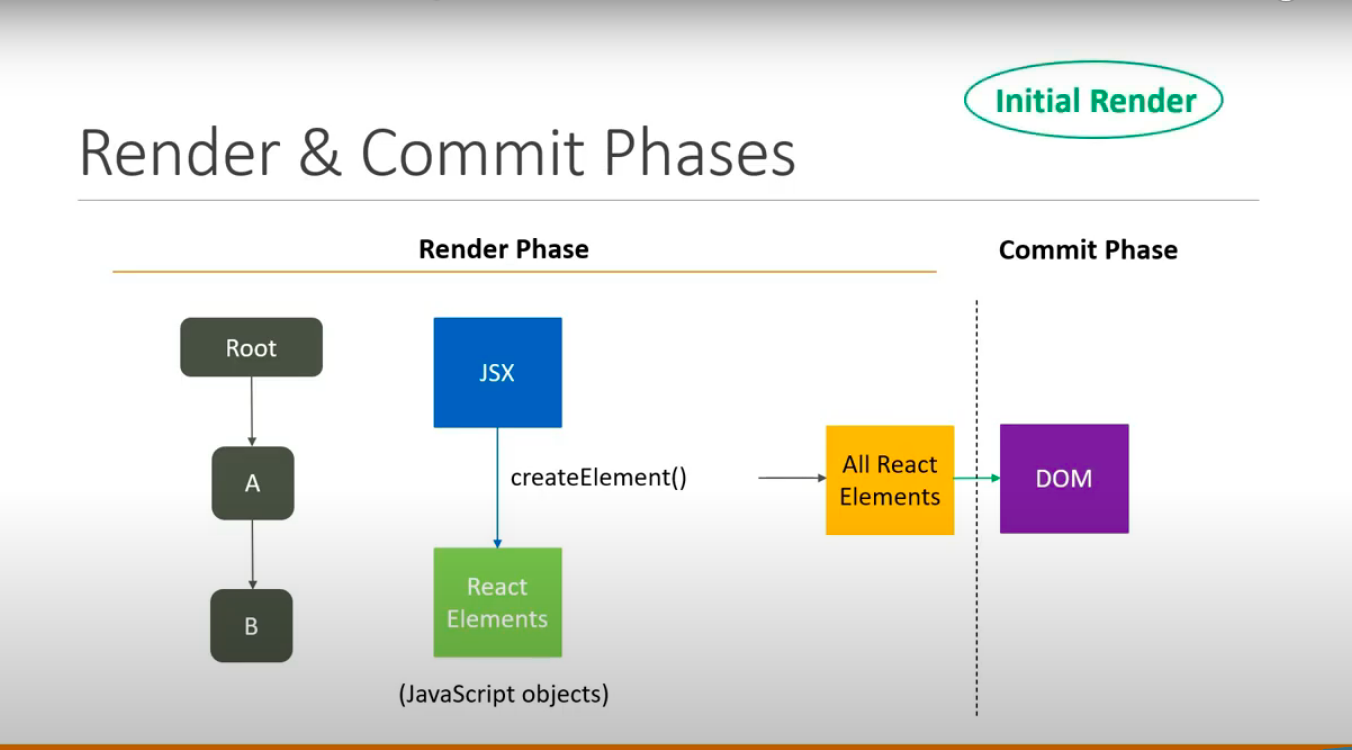 Initial Render
Render & Commit Phases
Render Phase
Commit Phase
Root
A
B
JSX
createElement()
React
Elements
(JavaScript objects)
All React
Elements
DOM